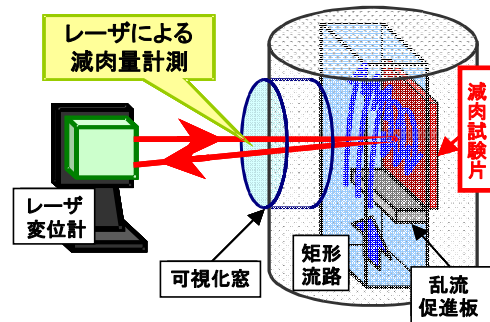 レーザによる
減肉量計測
減肉試験片
レーザ
変位計
可視化窓
矩形
流路
乱流
促進板